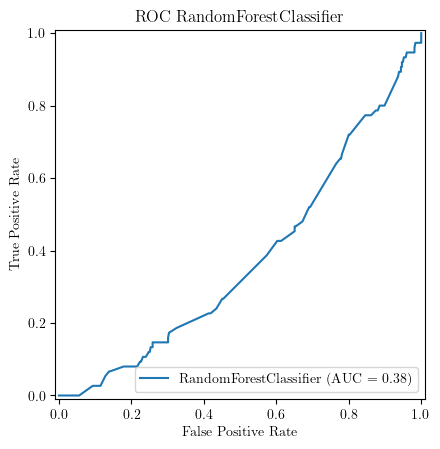 ROC RandomForestClassifier
1.0
0.8
0.6
0.4
0.2
0.0
True Positive Rate
RandomForestClassifier (AUC = 0.38)
0.0 0.2 0.4 0.6 0.8 1.0
False Positive Rate